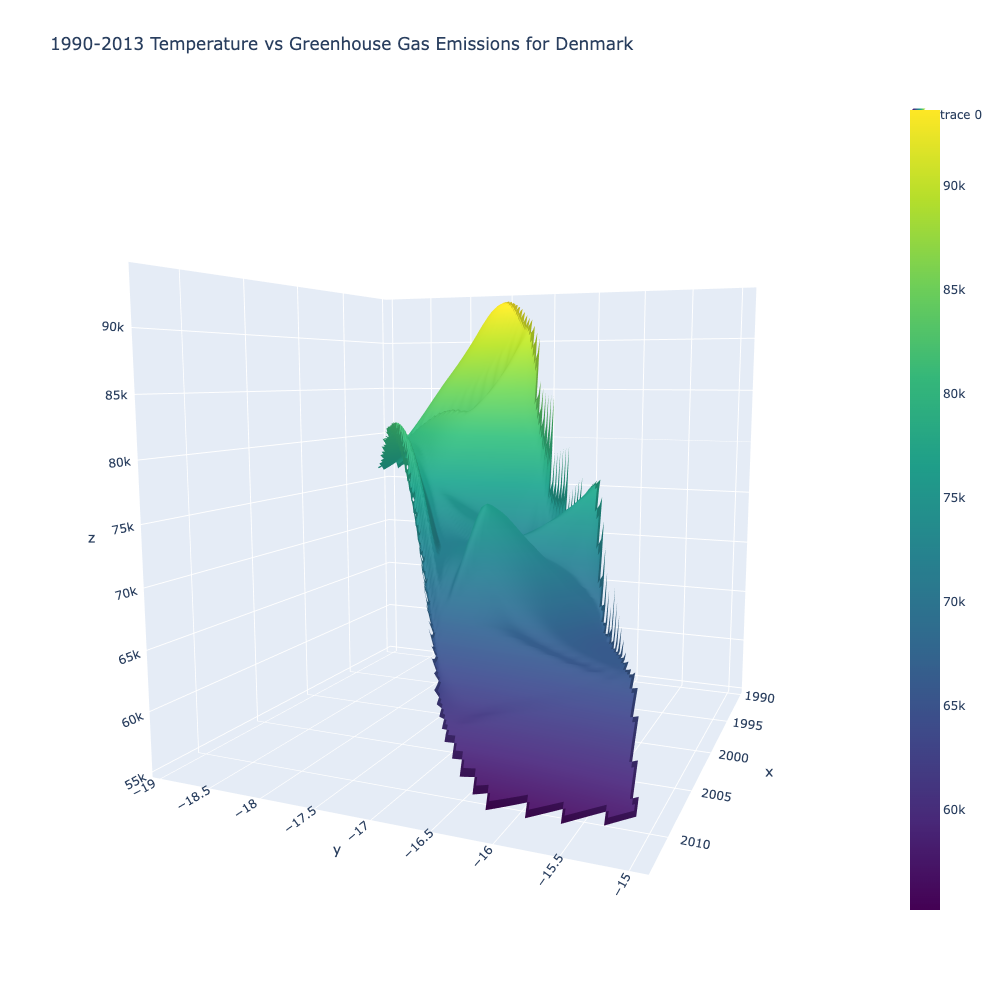 1990-2013 Temperature vs Greenhouse Gas Emissions for Denmark
trace 0
90k
85k
80k
75k
70k
65k
60k
z
90k
85k
80k
75k
70k
65k
60k
55k
−19
−18.5
−18
−17.5
−17
−16.5
−16
−15.5
−15
y
1990
1995
2000
2005
2010
x